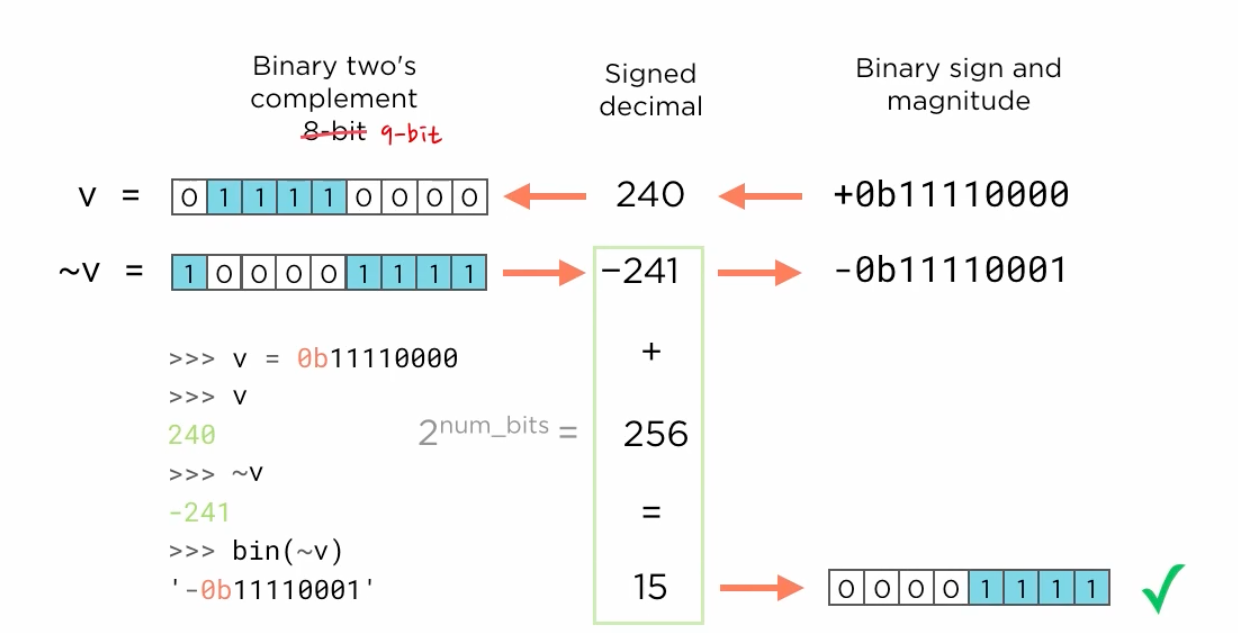 Binary two's
complement
8-bit 9-bit
Signed
decimal
Binary sign and
magnitude
v = 0 1 1 1 1 0 0 0 0 240 +0b11110000
~v = 1 0 0 0 0 1 1 1 1 -241 -0b11110001
+
>>> v = 0b11110000
>>> v
240
2^num_bits = 256
>>> ~v
-241
=
>>> bin(~v)
'-0b11110001'
15 0 0 0 0 1 1 1 1